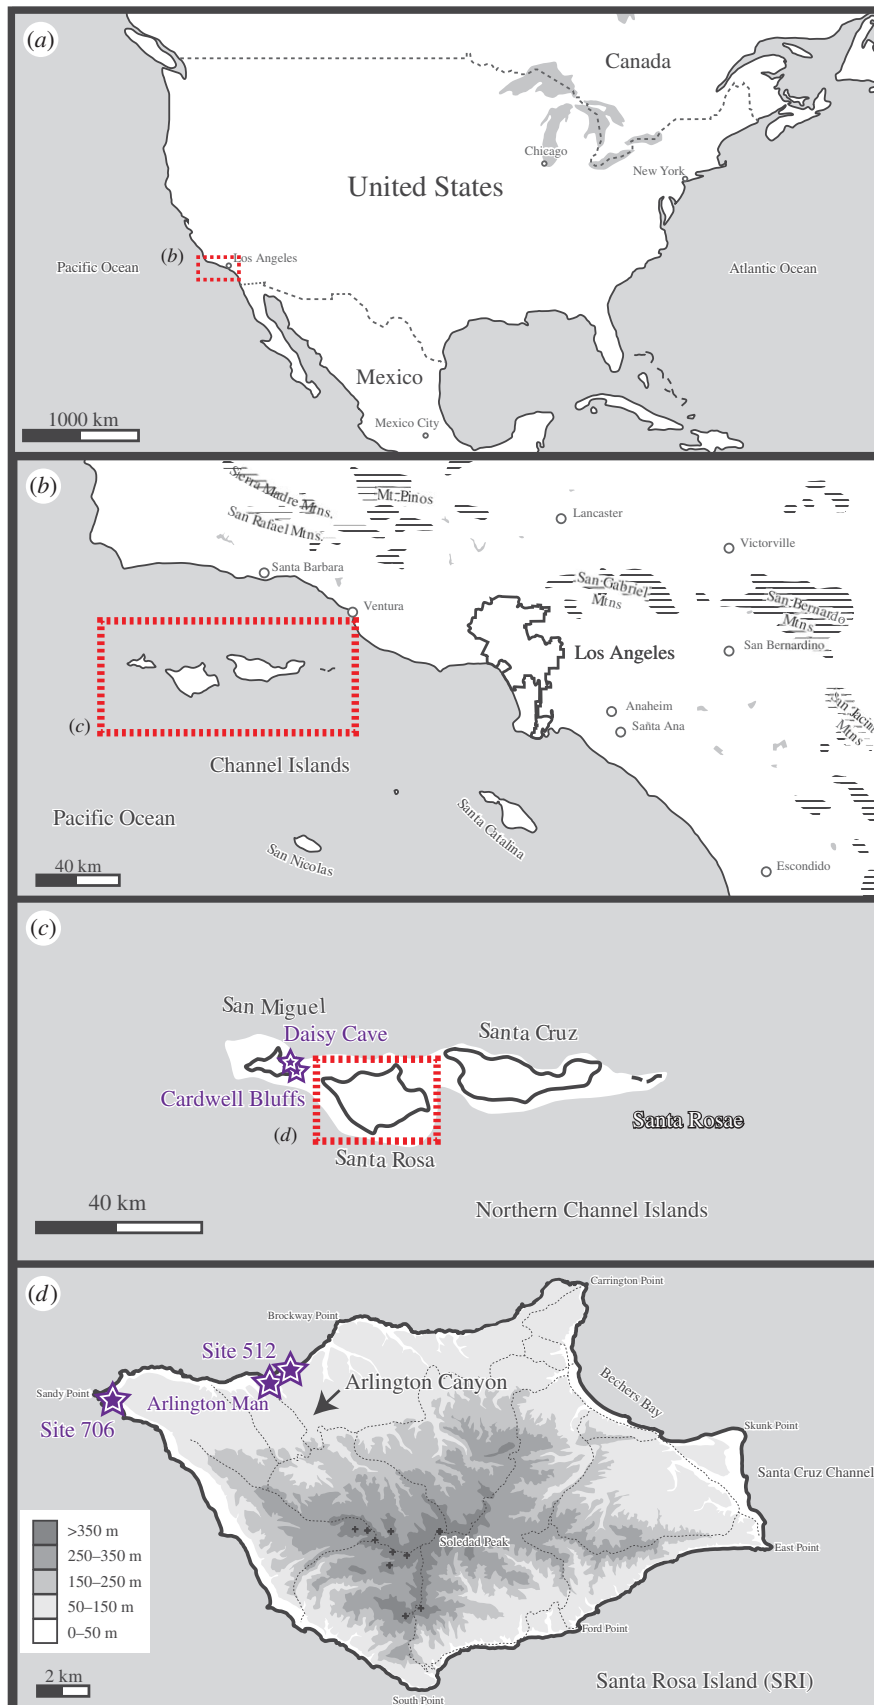 (a)
Canada
Chicago
New York
United States
Pacific Ocean
(b)
Los Angeles
Atlantic Ocean
Mexico
Mexico City
1000 km
(b)
Sierra Madre Mtns.
Mt. Pinos
San Rafael Mtns.
Lancaster
Victorville
Santa Barbara
San Gabriel
Mtns
San Bernardo
Mtns
Ventura
San Bernardino
Los Angeles
(c)
Anaheim
Santa Ana
San Jacinto
Mtns
Channel Islands
Pacific Ocean
Santa Catalina
San Nicolas
40 km
Escondido
(c)
San Miguel
Daisy Cave
Santa Cruz
Cardwell Bluffs
(d)
Santa Rosae
Santa Rosa
40 km
Northern Channel Islands
(d)
Carrington Point
Brockway Point
Site 512
Arlington Canyon
Bechers Bay
Sandy Point
Arlington Man
Site 706
Skunk Point
Santa Cruz Channel
>350 m
250–350 m
150–250 m
50–150 m
0–50 m
Soledad Peak
East Point
Ford Point
2 km
Santa Rosa Island (SRI)
South Point